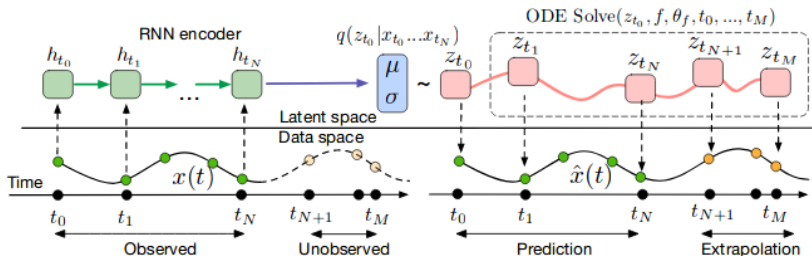 ODE Solve(z_{t_0}, f, θ_f, t_0, ..., t_M)
RNN encoder
q(z_{t_0}|x_{t_0}...x_{t_N})
h_{t_0} h_{t_1} h_{t_N} z_{t_0} z_{t_1} z_{t_N} z_{t_{N+1}} z_{t_M}
... μ σ ~
Latent space
Data space
x(t) x̂(t)
Time
t_0 t_1 t_N t_{N+1} t_M t_0 t_1 t_N t_{N+1} t_M
Observed Unobserved Prediction Extrapolation